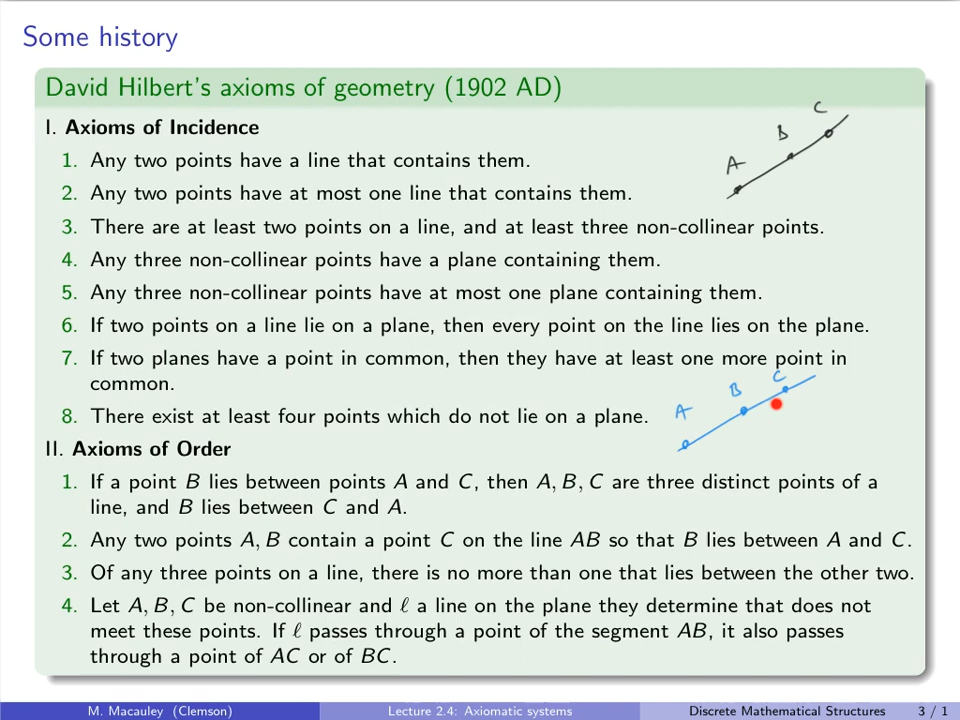 Some history
David Hilbert's axioms of geometry (1902 AD)
I. Axioms of Incidence
1. Any two points have a line that contains them.
2. Any two points have at most one line that contains them.
3. There are at least two points on a line, and at least three non-collinear points.
4. Any three non-collinear points have a plane containing them.
5. Any three non-collinear points have at most one plane containing them.
6. If two points on a line lie on a plane, then every point on the line lies on the plane.
7. If two planes have a point in common, then they have at least one more point in
common.
8. There exist at least four points which do not lie on a plane.
A B C
A B C
II. Axioms of Order
1. If a point B lies between points A and C, then A, B, C are three distinct points of a
line, and B lies between C and A.
2. Any two points A, B contain a point C on the line AB so that B lies between A and C.
3. Of any three points on a line, there is no more than one that lies between the other two.
4. Let A, B, C be non-collinear and ℓ a line on the plane they determine that does not
meet these points. If ℓ passes through a point of the segment AB, it also passes
through a point of AC or of BC.
M. Macauley (Clemson) Lecture 2.4: Axiomatic systems Discrete Mathematical Structures 3 / 1